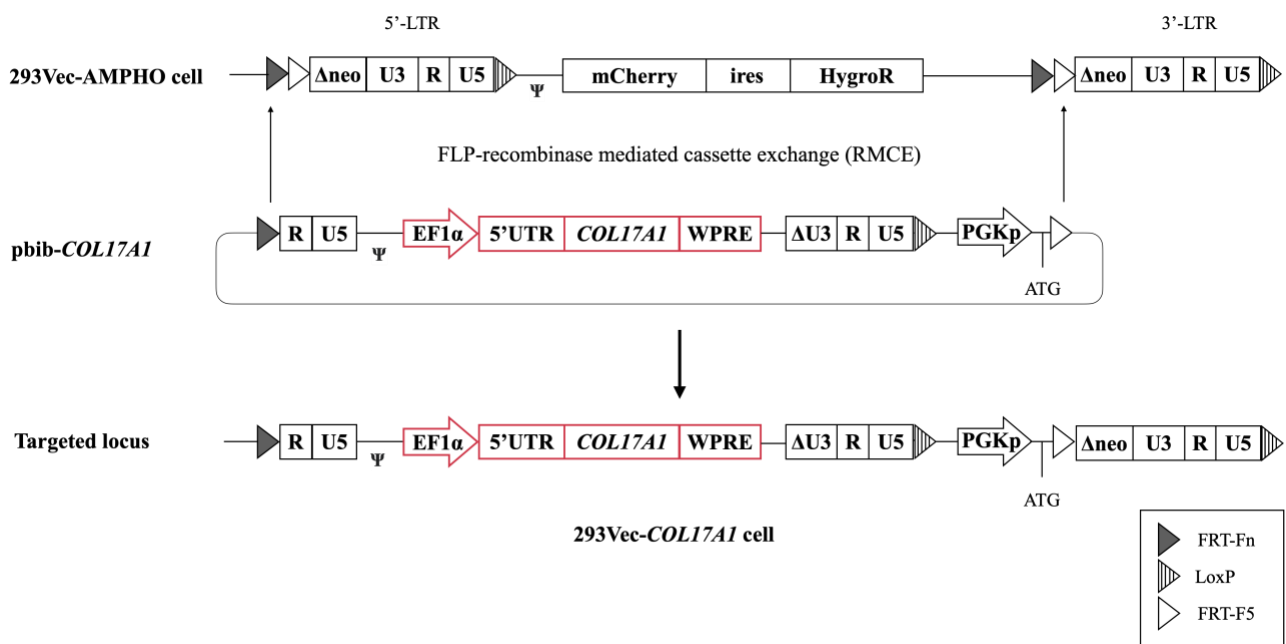 5’-LTR 3’-LTR
293Vec-AMPHO cell Δneo U3 R U5 Ψ mCherry ires HygroR Δneo U3 R U5
FLP-recombinase mediated cassette exchange (RMCE)
pbib-COL17A1 R U5 Ψ EF1α 5’UTR COL17A1 WPRE ΔU3 R U5 PGKp
ATG
Targeted locus R U5 Ψ EF1α 5’UTR COL17A1 WPRE ΔU3 R U5 PGKp Δneo U3 R U5
ATG
293Vec-COL17A1 cell
FRT-Fn
LoxP
FRT-F5